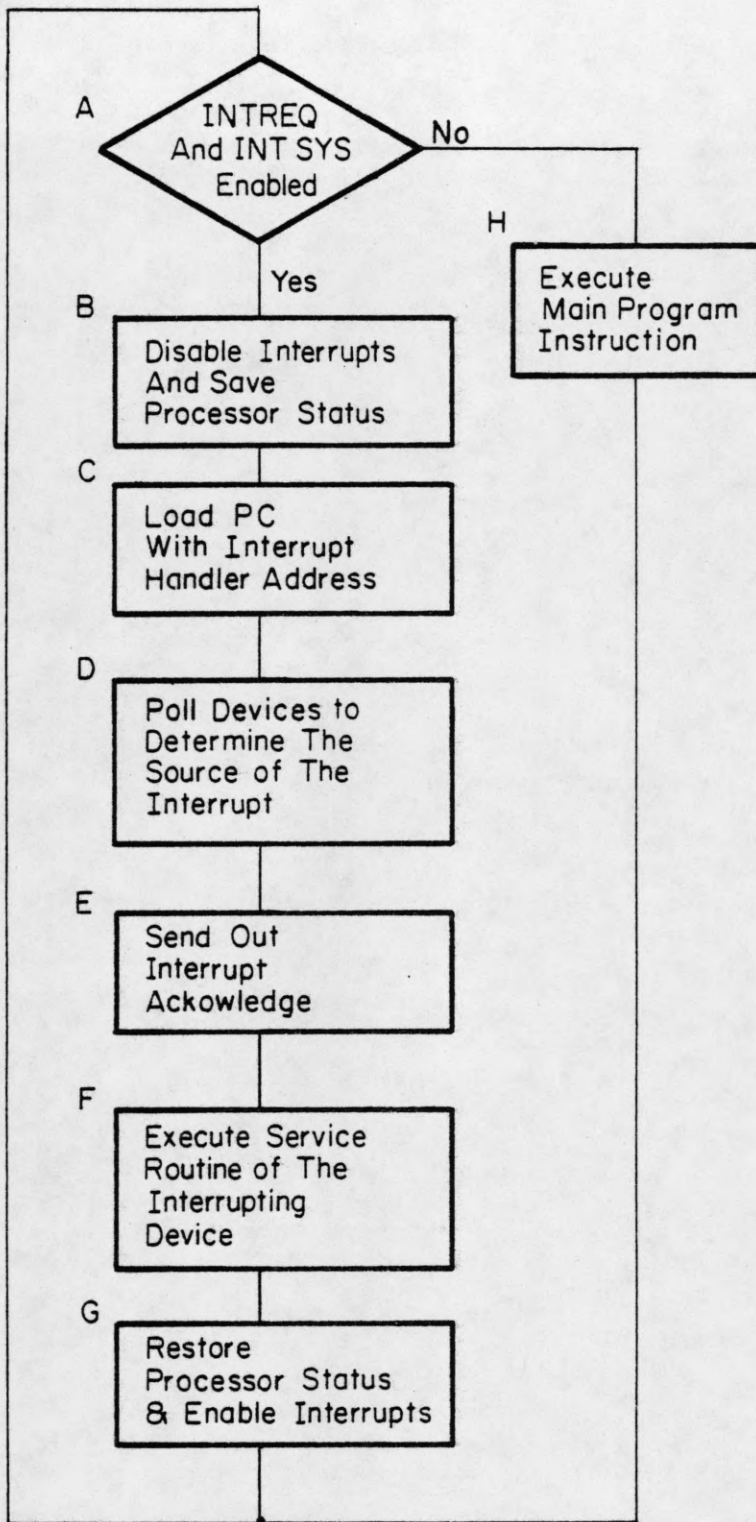 A
INTREQ
And INT SYS
Enabled
No
Yes
H
Execute
Main Program
Instruction
B
Disable Interrupts
And Save
Processor Status
C
Load PC
With Interrupt
Handler Address
D
Poll Devices to
Determine The
Source of The
Interrupt
E
Send Out
Interrupt
Ackowledge
F
Execute Service
Routine of The
Interrupting
Device
G
Restore
Processor Status
& Enable Interrupts